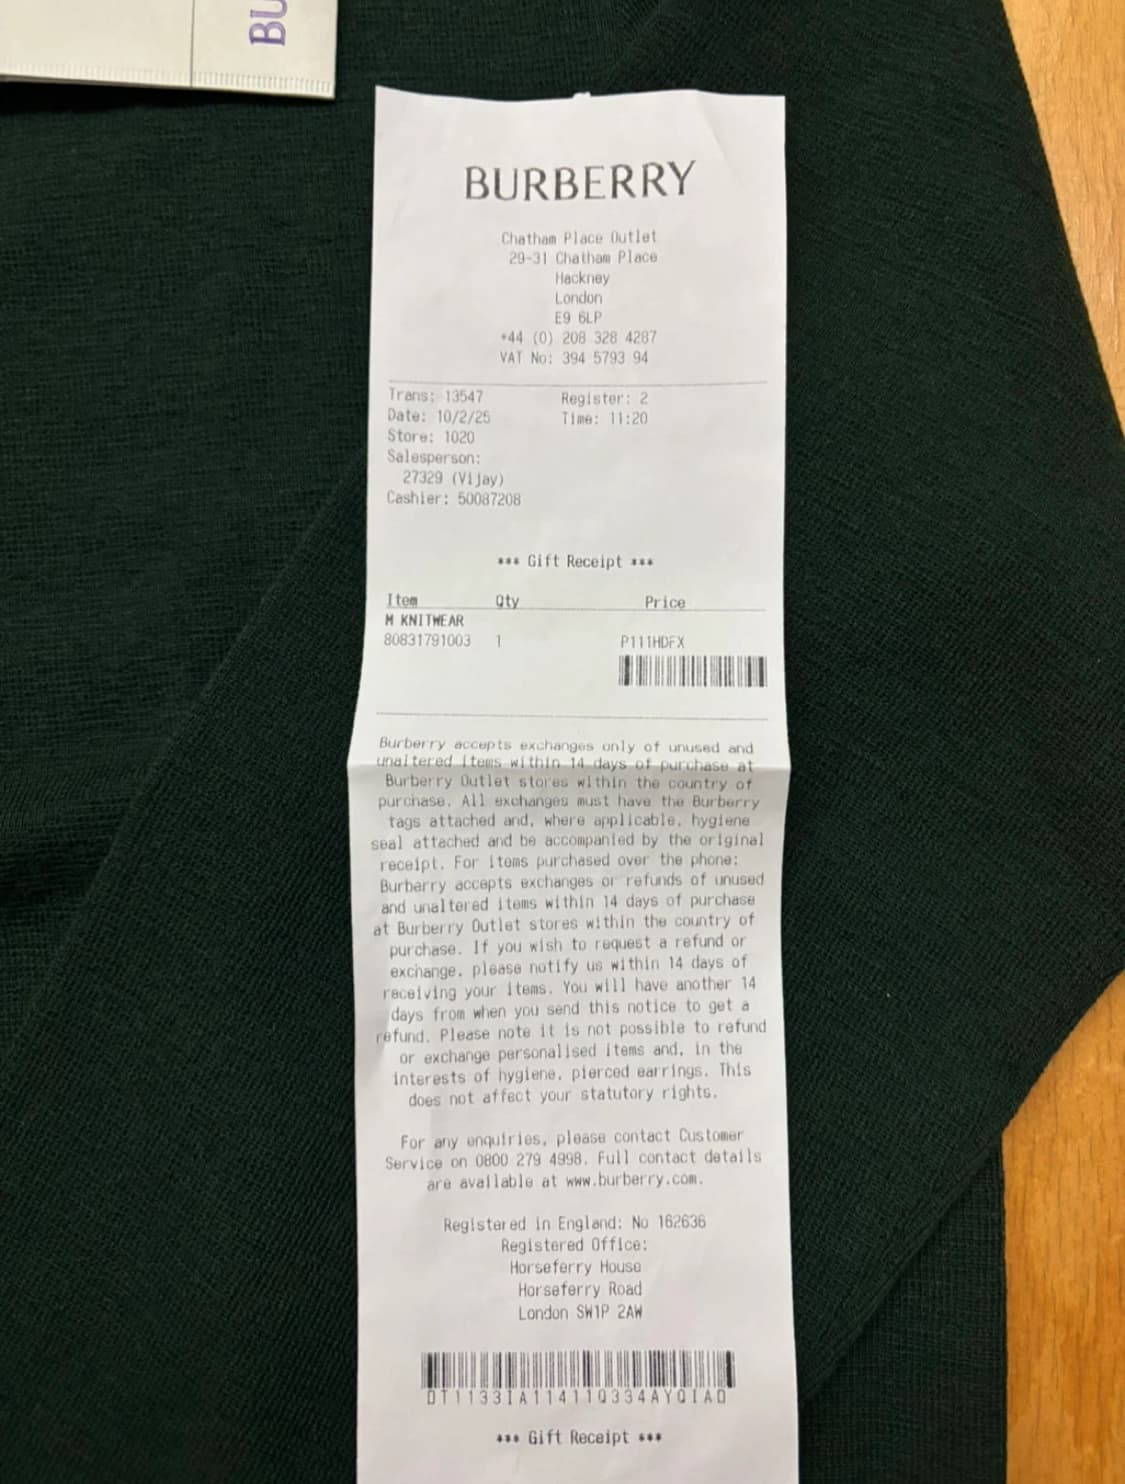 BU
BURBERRY
Chatham Place Outlet
29-31 Chatham Place
Hackney
London
E9 6LP
+44 (0) 208 328 4287
VAT No: 394 5793 94
Trans: 13547 Register: 2
Date: 10/2/25 Time: 11:20
Store: 1020
Salesperson:
27329 (Vijay)
Cashier: 50087208
*** Gift Receipt ***
Item Qty Price
M KNITWEAR
80831791003 1 P111HDFX
Burberry accepts exchanges only of unused and
unaltered items within 14 days of purchase at
Burberry Outlet stores within the country of
purchase. All exchanges must have the Burberry
tags attached and, where applicable, hygiene
seal attached and be accompanied by the original
receipt. For items purchased over the phone:
Burberry accepts exchanges or refunds of unused
and unaltered items within 14 days of purchase
at Burberry Outlet stores within the country of
purchase. If you wish to request a refund or
exchange, please notify us within 14 days of
receiving your items. You will have another 14
days from when you send this notice to get a
refund. Please note it is not possible to refund
or exchange personalised items and, in the
interests of hygiene, pierced earrings. This
does not affect your statutory rights.
For any enquiries, please contact Customer
Service on 0800 279 4998. Full contact details
are available at www.burberry.com.
Registered in England: No 162636
Registered Office:
Horseferry House
Horseferry Road
London SW1P 2AW
*** Gift Receipt ***